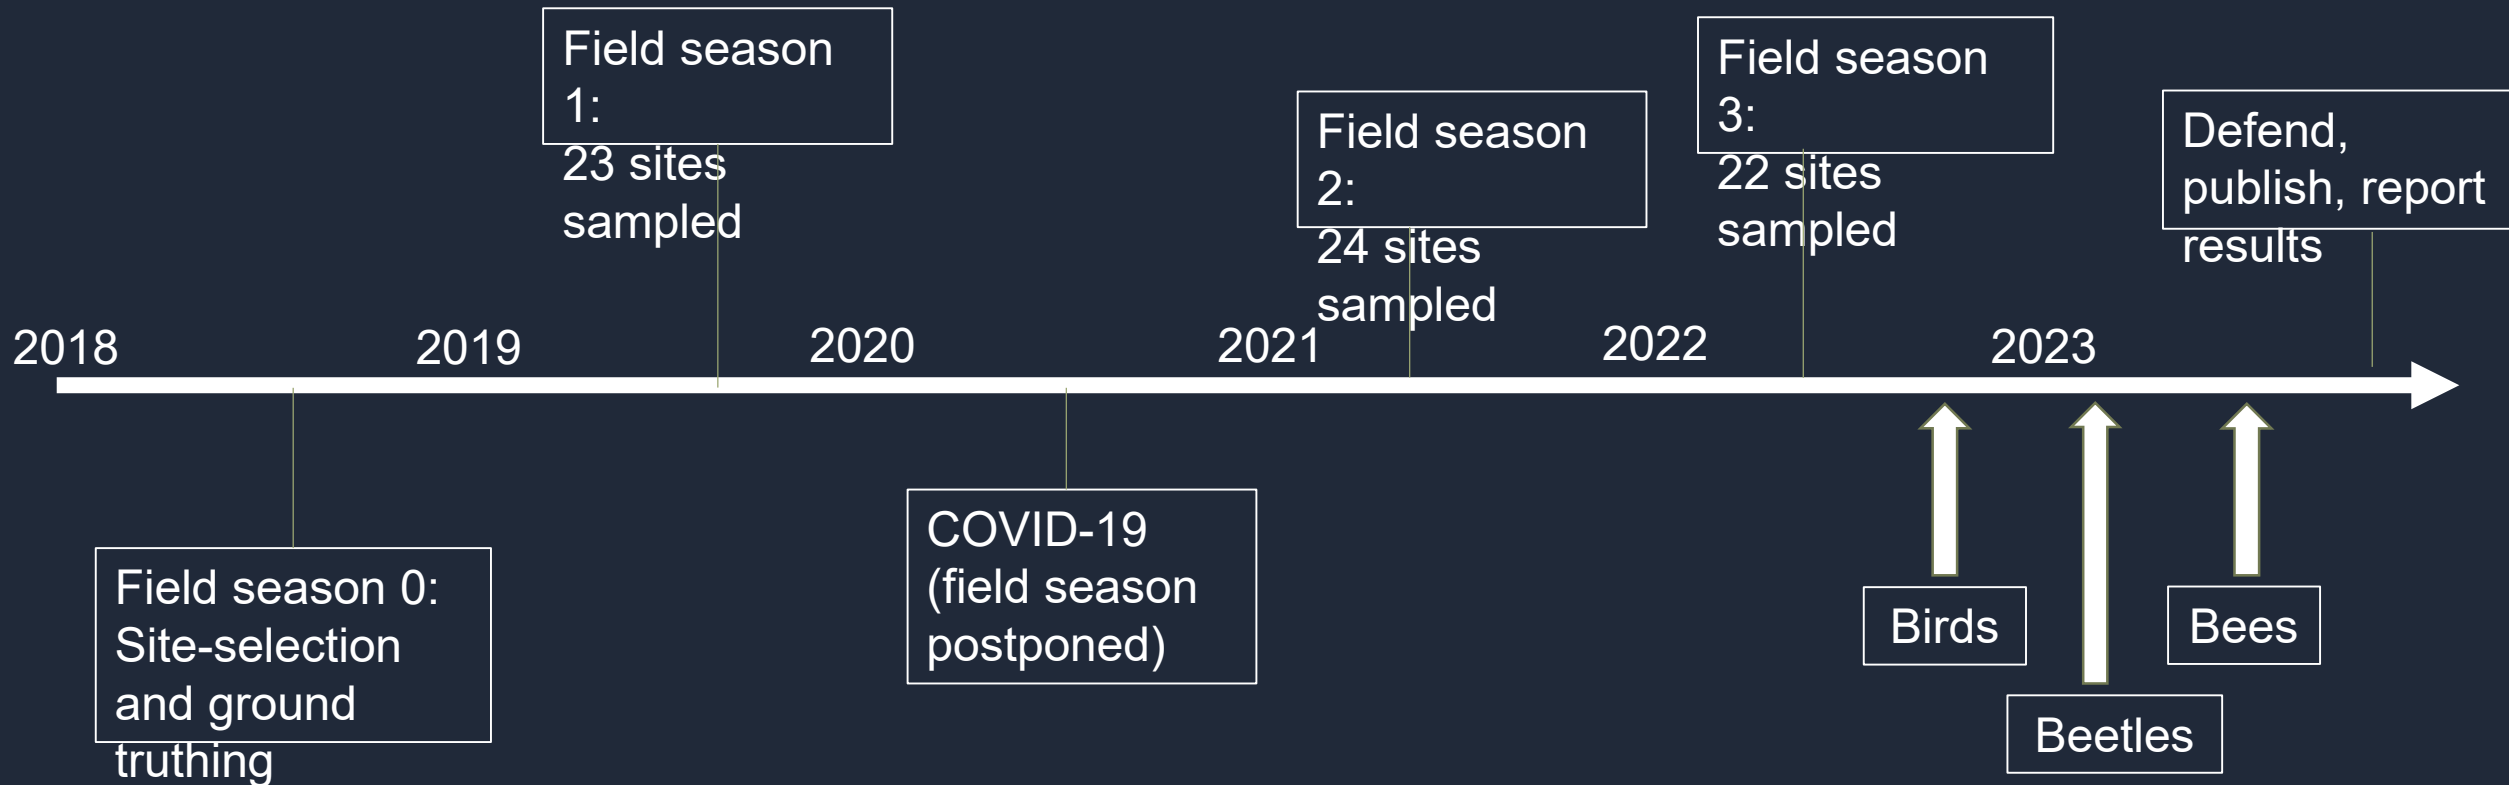 Field season
1:
23 sites
sampled
Field season
2:
24 sites
sampled
Field season
3:
22 sites
sampled
Defend,
publish, report
results
2018
2019
2020
2021
2022
2023
Field season 0:
Site-selection
and ground
truthing
COVID-19
(field season
postponed)
Birds
Beetles
Bees